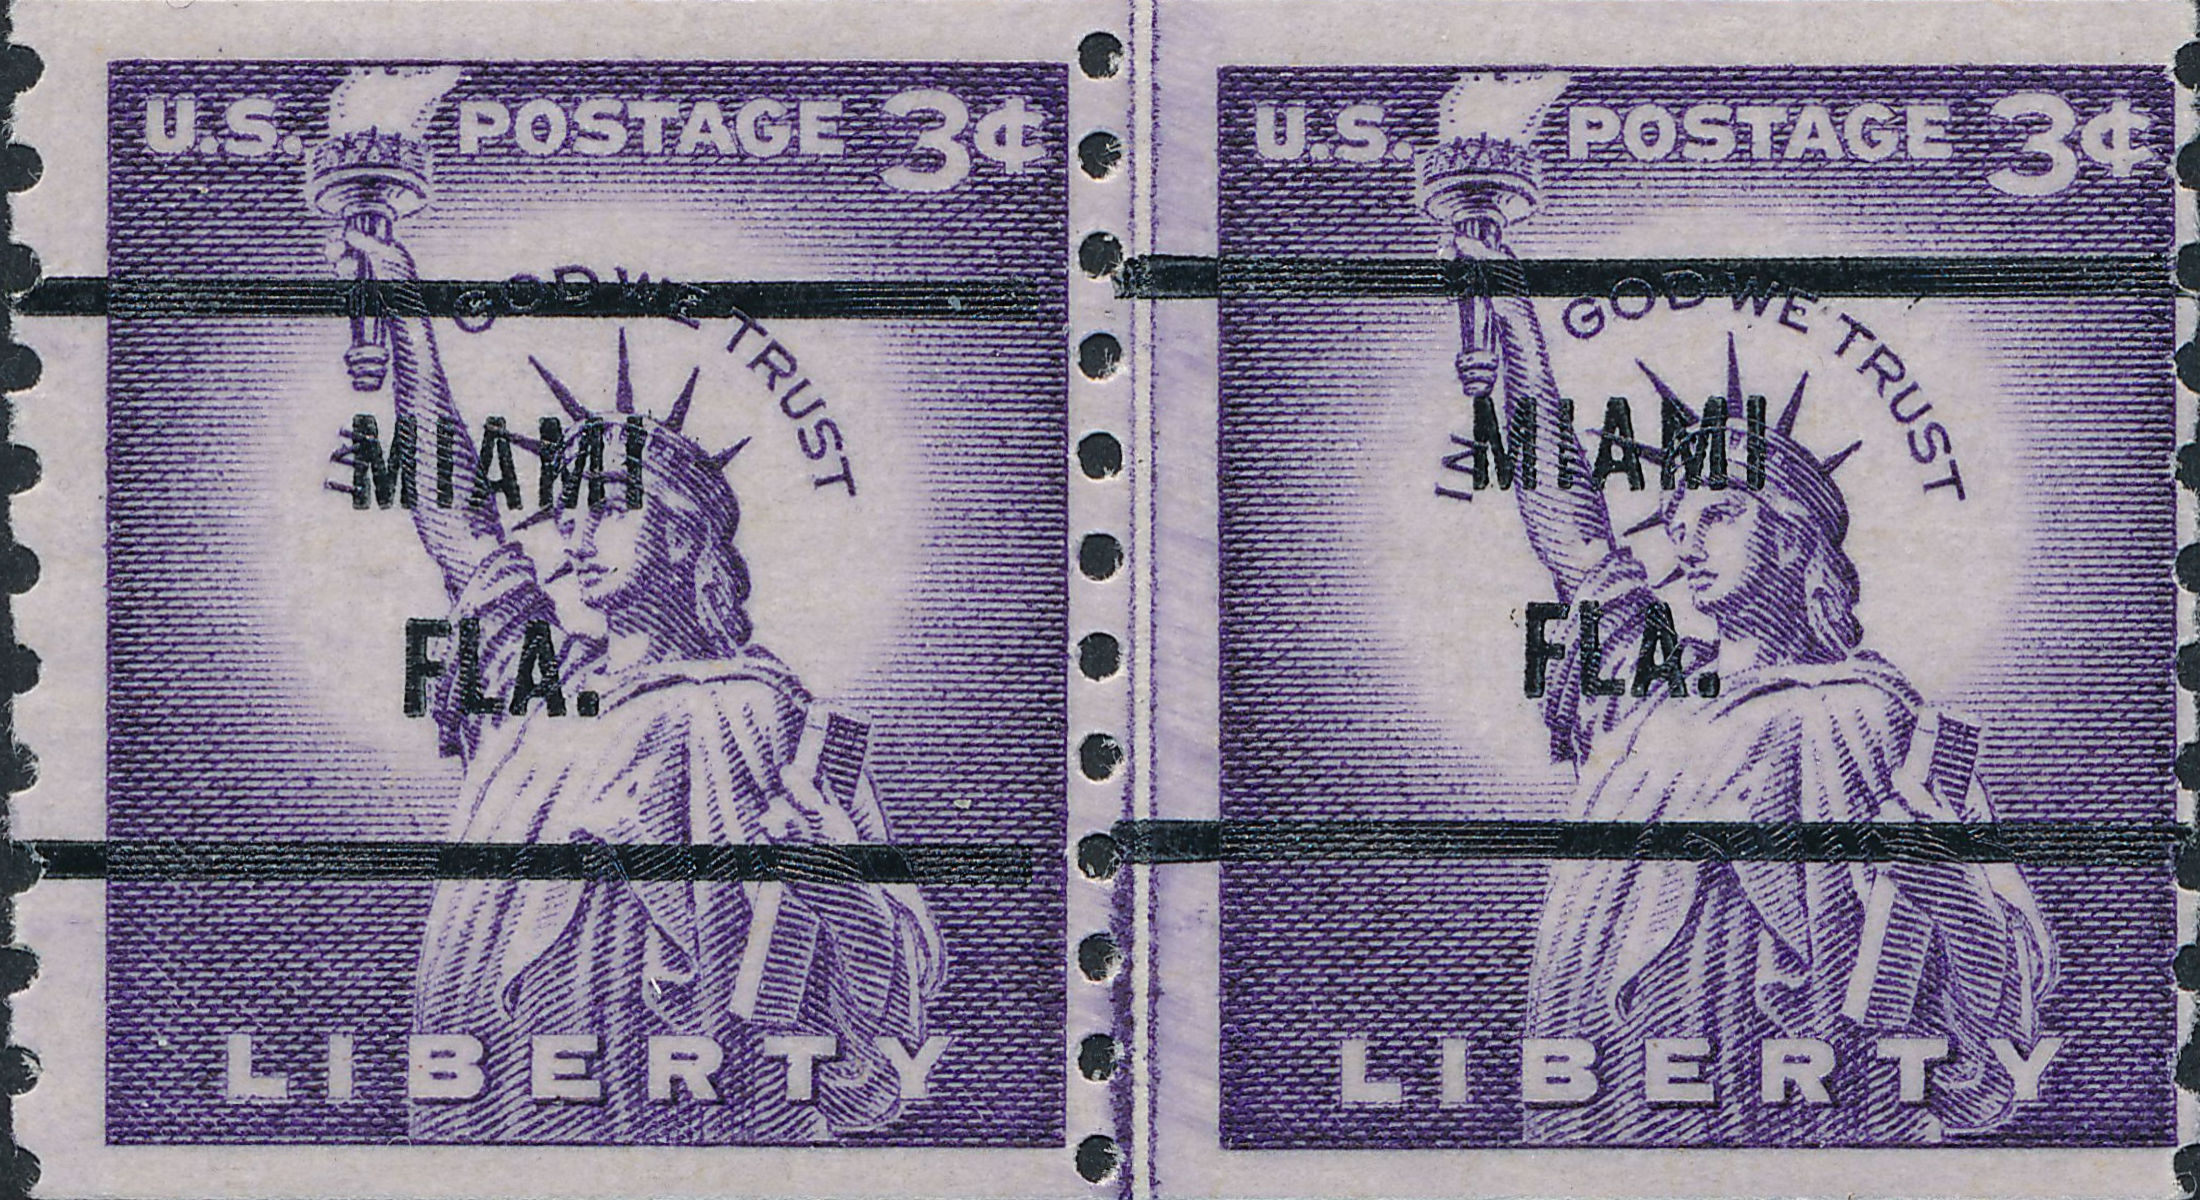 U.S. POSTAGE 3¢
IN GOD WE TRUST
MIAMI
FLA.
LIBERTY
U.S. POSTAGE 3¢
IN GOD WE TRUST
MIAMI
FLA.
LIBERTY